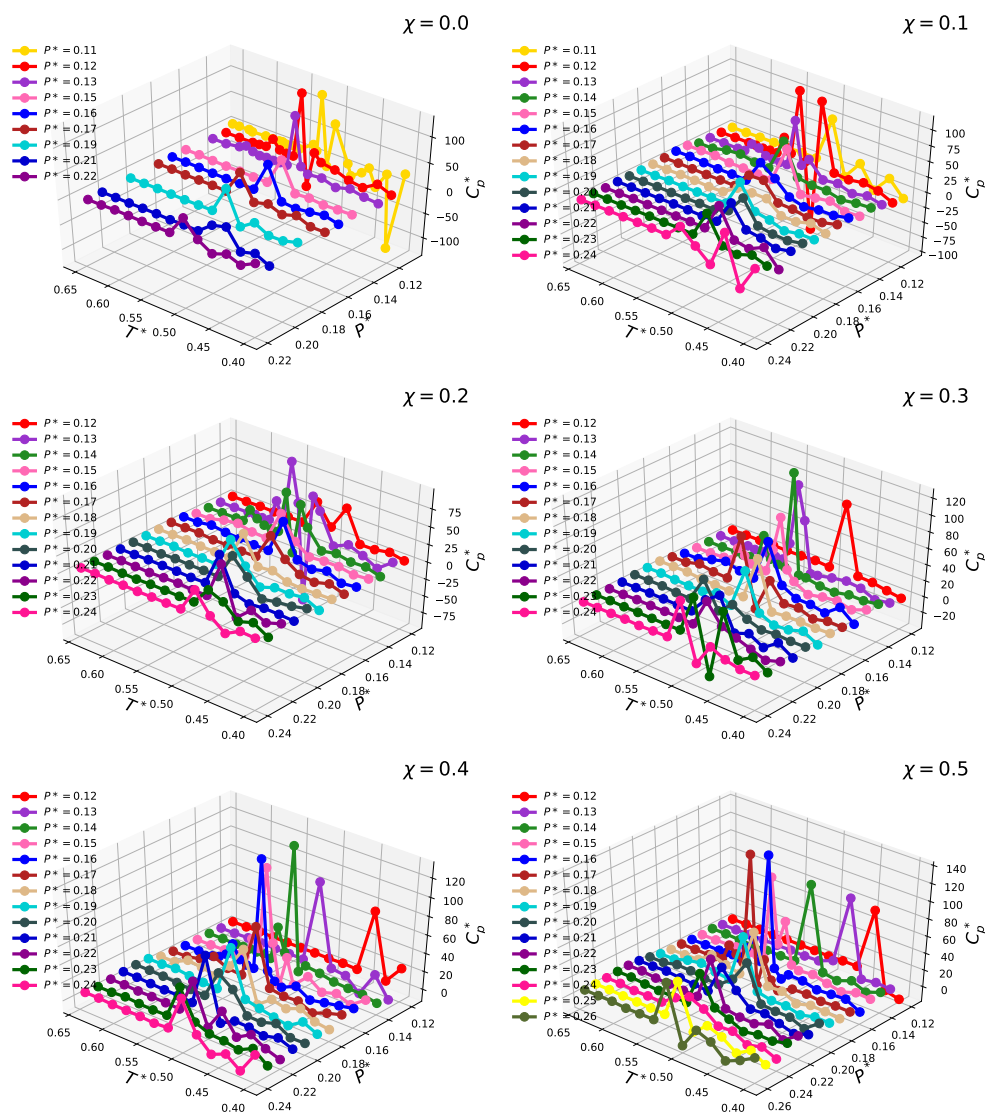 χ = 0.0
P* = 0.11
P* = 0.12
P* = 0.13
P* = 0.15
P* = 0.16
P* = 0.17
P* = 0.19
P* = 0.21
P* = 0.22
100
50
0
−50
−100
C*p
0.65
0.60
0.55
0.50
0.45
0.40
T*
0.12
0.14
0.16
0.18
0.20
0.22
P*
χ = 0.1
P* = 0.11
P* = 0.12
P* = 0.13
P* = 0.14
P* = 0.15
P* = 0.16
P* = 0.17
P* = 0.18
P* = 0.19
P* = 0.20
P* = 0.21
P* = 0.22
P* = 0.23
P* = 0.24
100
75
50
25
0
−25
−50
−75
−100
C*p
0.65
0.60
0.55
0.50
0.45
0.40
T*
0.12
0.14
0.16
0.18
0.20
0.22
0.24
P*
χ = 0.2
P* = 0.12
P* = 0.13
P* = 0.14
P* = 0.15
P* = 0.16
P* = 0.17
P* = 0.18
P* = 0.19
P* = 0.20
P* = 0.21
P* = 0.22
P* = 0.23
P* = 0.24
75
50
25
0
−25
−50
−75
C*p
0.65
0.60
0.55
0.50
0.45
0.40
T*
0.12
0.14
0.16
0.18
0.20
0.22
0.24
P*
χ = 0.3
P* = 0.12
P* = 0.13
P* = 0.14
P* = 0.15
P* = 0.16
P* = 0.17
P* = 0.18
P* = 0.19
P* = 0.20
P* = 0.21
P* = 0.22
P* = 0.23
P* = 0.24
120
100
80
60
40
20
0
−20
C*p
0.65
0.60
0.55
0.50
0.45
0.40
T*
0.12
0.14
0.16
0.18
0.20
0.22
0.24
P*
χ = 0.4
P* = 0.12
P* = 0.13
P* = 0.14
P* = 0.15
P* = 0.16
P* = 0.17
P* = 0.18
P* = 0.19
P* = 0.20
P* = 0.21
P* = 0.22
P* = 0.23
P* = 0.24
120
100
80
60
40
20
0
C*p
0.65
0.60
0.55
0.50
0.45
0.40
T*
0.12
0.14
0.16
0.18
0.20
0.22
0.24
P*
χ = 0.5
P* = 0.12
P* = 0.13
P* = 0.14
P* = 0.15
P* = 0.16
P* = 0.17
P* = 0.18
P* = 0.19
P* = 0.20
P* = 0.21
P* = 0.22
P* = 0.23
P* = 0.24
P* = 0.25
P* = 0.26
140
120
100
80
60
40
20
0
C*p
0.65
0.60
0.55
0.50
0.45
0.40
T*
0.12
0.14
0.16
0.18
0.20
0.22
0.24
0.26
P*